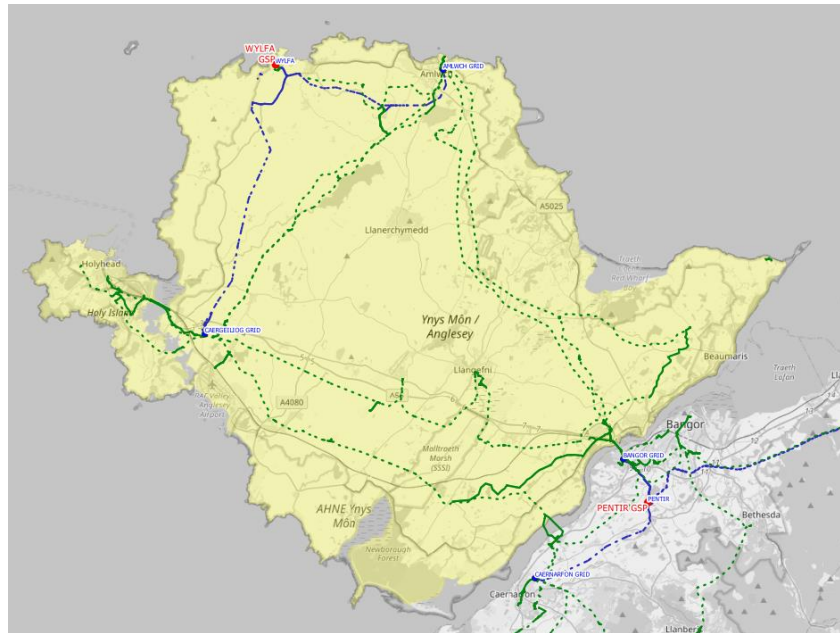 WYLFA
GSP
WYLFA
AMLWCH GRID
Amlwch
A5025
Llanerchymedd
Traeth
Red Wharf
Holyhead
Holy Island
CAERGEILIOG GRID
Ynys Môn /
Anglesey
Beaumaris
Traeth
Lafan
Llangefni
A4080
RAF Valley
Anglesey
Airport
Malltraeth
Marsh
(SSSI)
Bangor
BANGOR GRID
AHNE Ynys
Môn
PENTIR
PENTIR GSP
Bethesda
Newborough
Forest
CAERNARFON GRID
Caernarfon
Llanberis